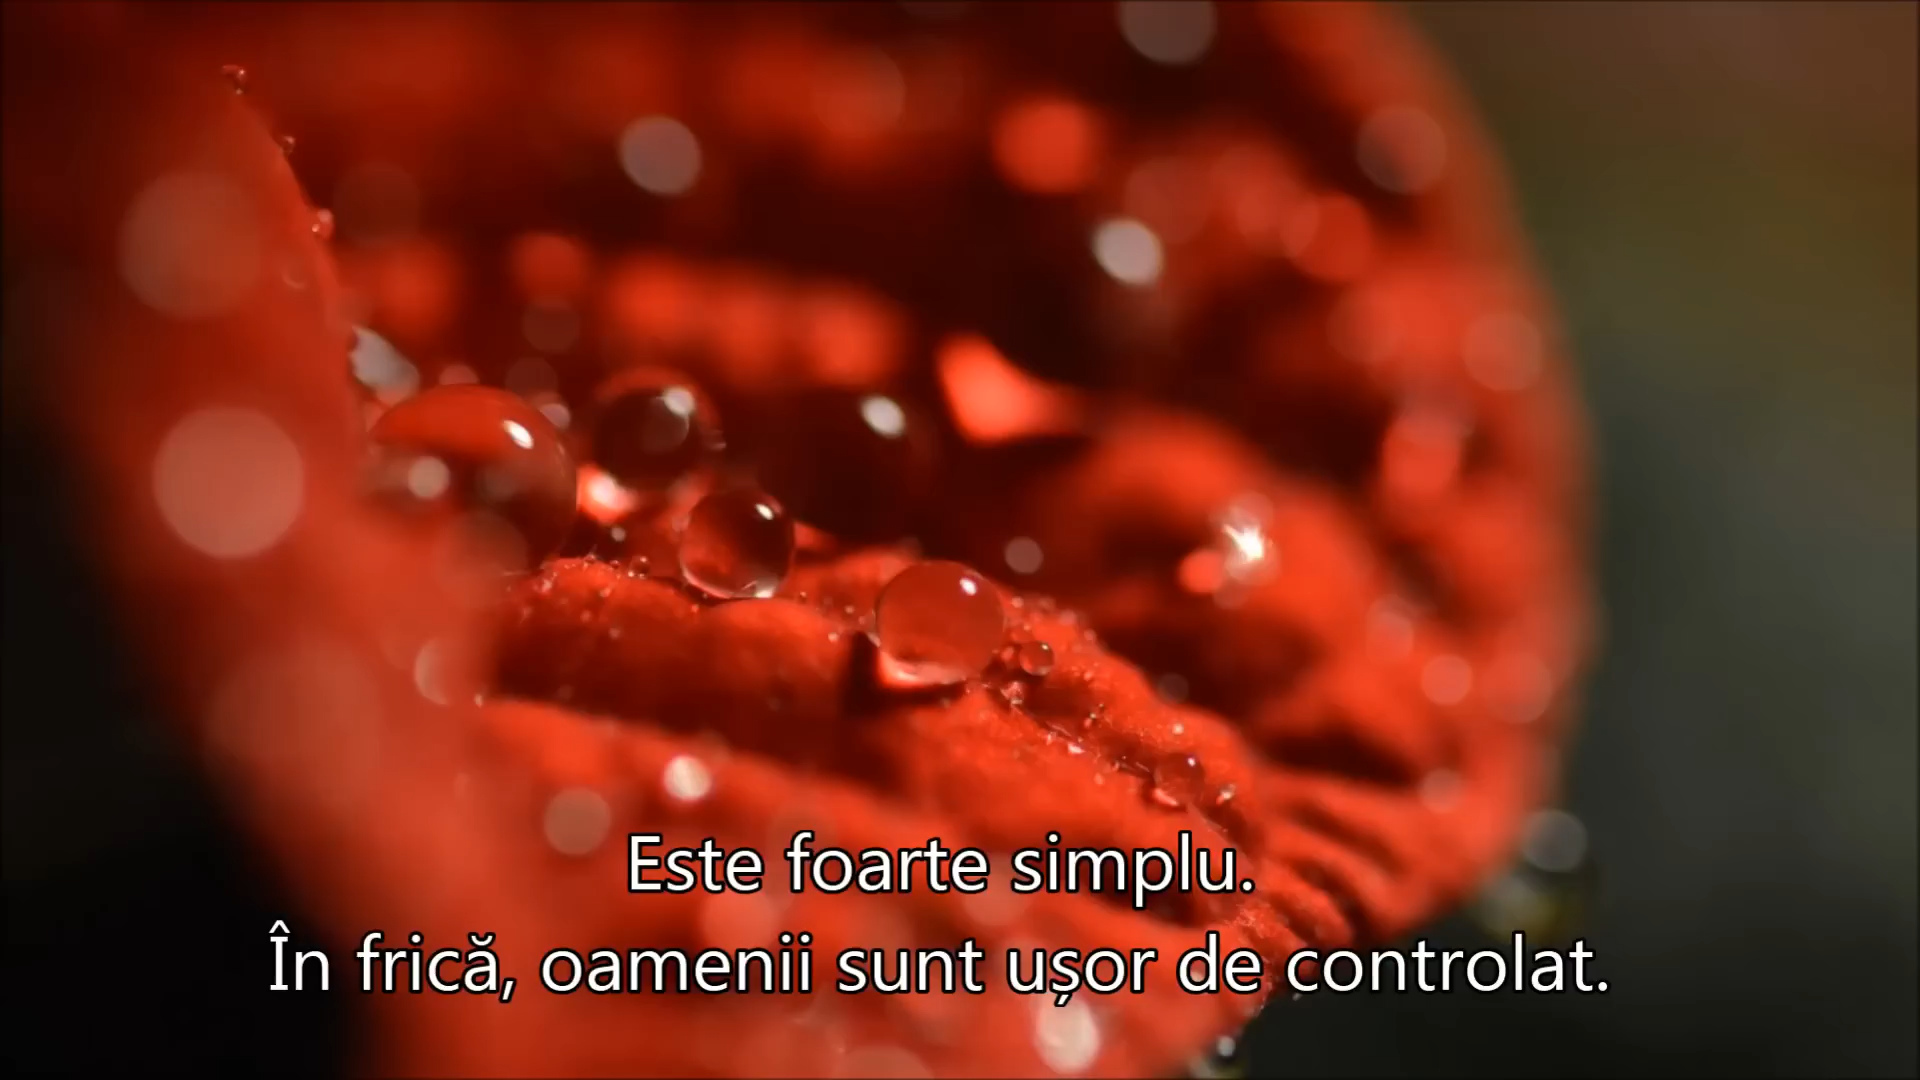 Este foarte simplu.
În frică, oamenii sunt ușor de controlat.